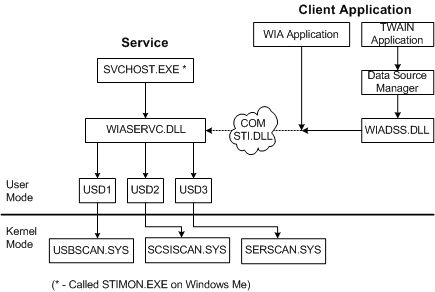 Client Application
Service
WIA Application
TWAIN
Application
SVCHOST.EXE *
Data Source
Manager
COM
STI.DLL
WIASERVC.DLL
WIADSS.DLL
User
Mode
USD1
USD2
USD3
Kernel
Mode
USBSCAN.SYS
SCSISCAN.SYS
SERSCAN.SYS
(* - Called STIMON.EXE on Windows Me)